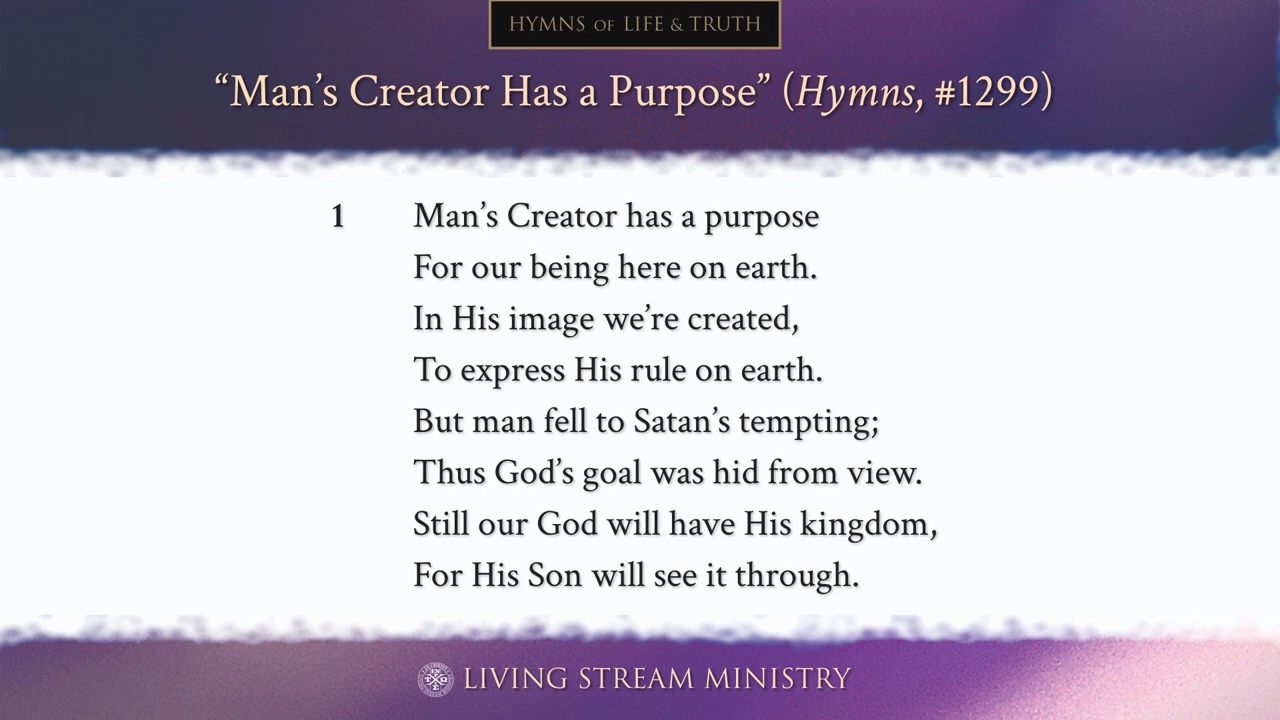 HYMNS OF LIFE & TRUTH
“Man’s Creator Has a Purpose” (Hymns, #1299)
1 Man’s Creator has a purpose
For our being here on earth.
In His image we’re created,
To express His rule on earth.
But man fell to Satan’s tempting;
Thus God’s goal was hid from view.
Still our God will have His kingdom,
For His Son will see it through.
LIVING STREAM MINISTRY